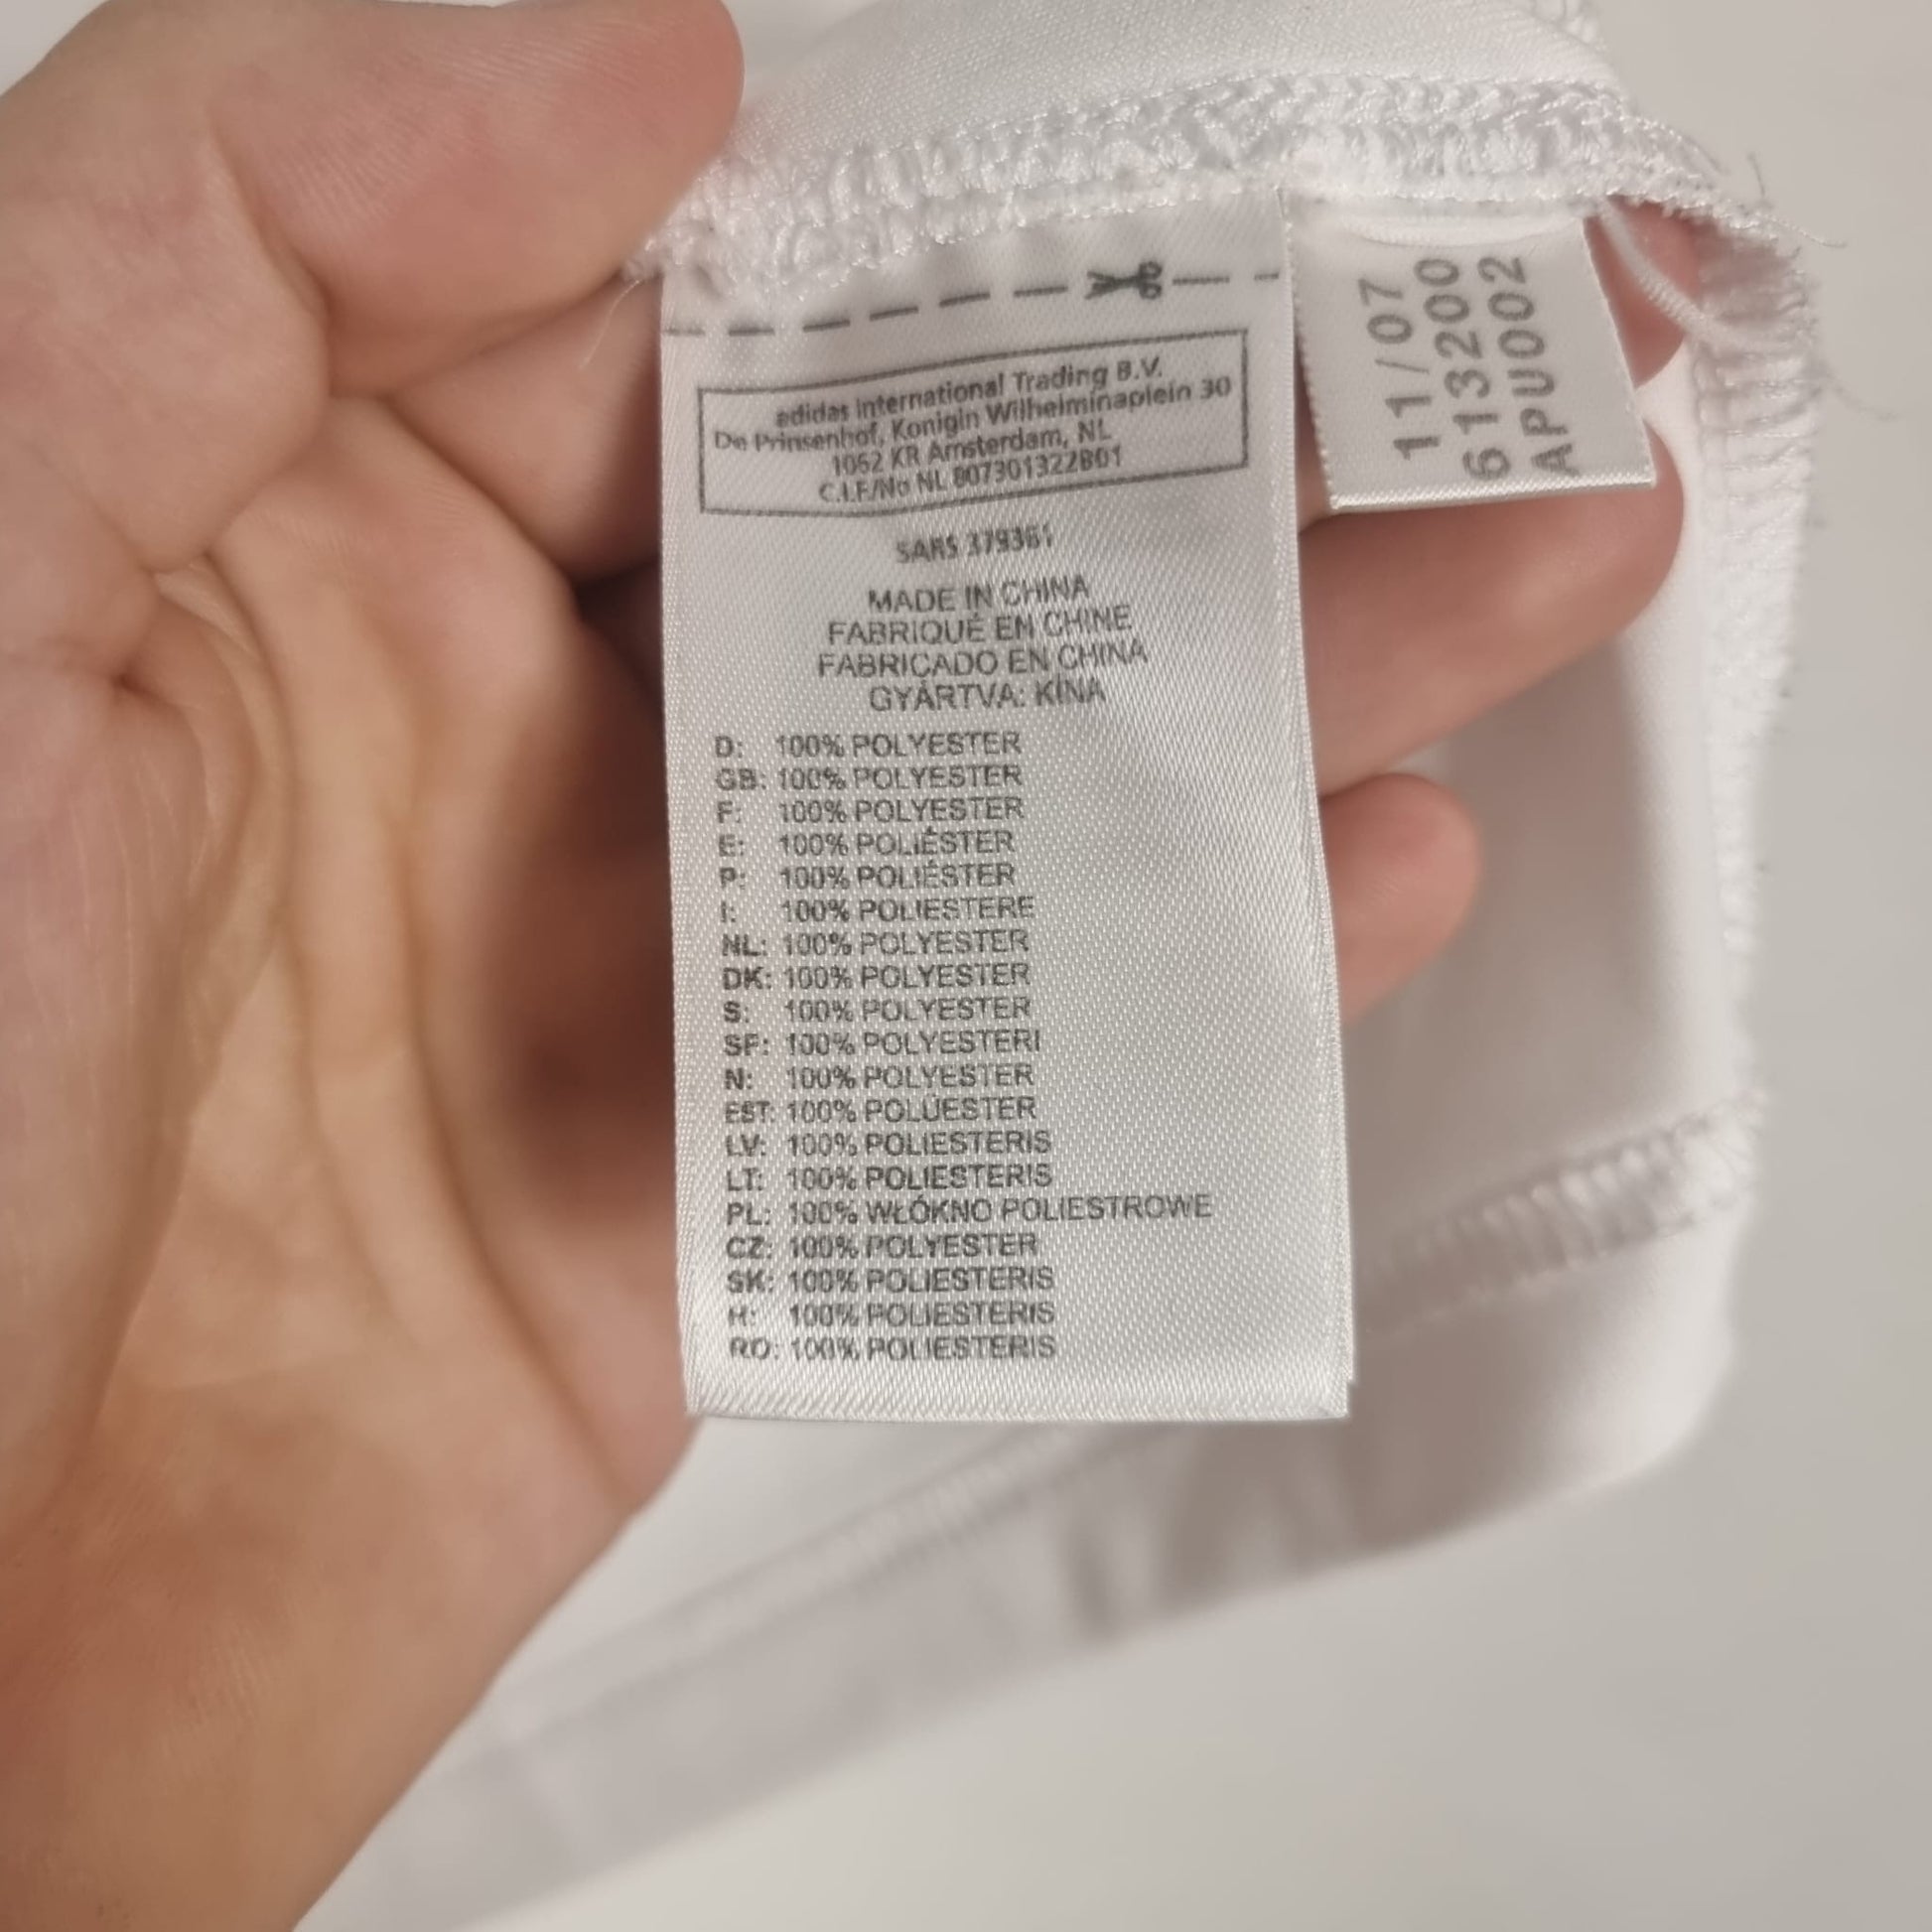 adidas International Trading B.V.
De Prinsenhof, Konigin Wilhelminaplein 30
1062 KR Amsterdam, NL
C.I.F./No NL 807301322B01
SARS 379361
MADE IN CHINA
FABRIQUÉ EN CHINE
FABRICADO EN CHINA
GYÁRTVA: KÍNA
D: 100% POLYESTER
GB: 100% POLYESTER
F: 100% POLYESTER
E: 100% POLIÉSTER
P: 100% POLIÉSTER
I: 100% POLIESTERE
NL: 100% POLYESTER
DK: 100% POLYESTER
S: 100% POLYESTER
SF: 100% POLYESTERI
N: 100% POLYESTER
EST: 100% POLÜESTER
LV: 100% POLIESTERIS
LT: 100% POLIESTERIS
PL: 100% WŁÓKNO POLIESTROWE
CZ: 100% POLYESTER
SK: 100% POLIESTERIS
H: 100% POLIESTERIS
RO: 100% POLIESTERIS
11/07
613200
APU002